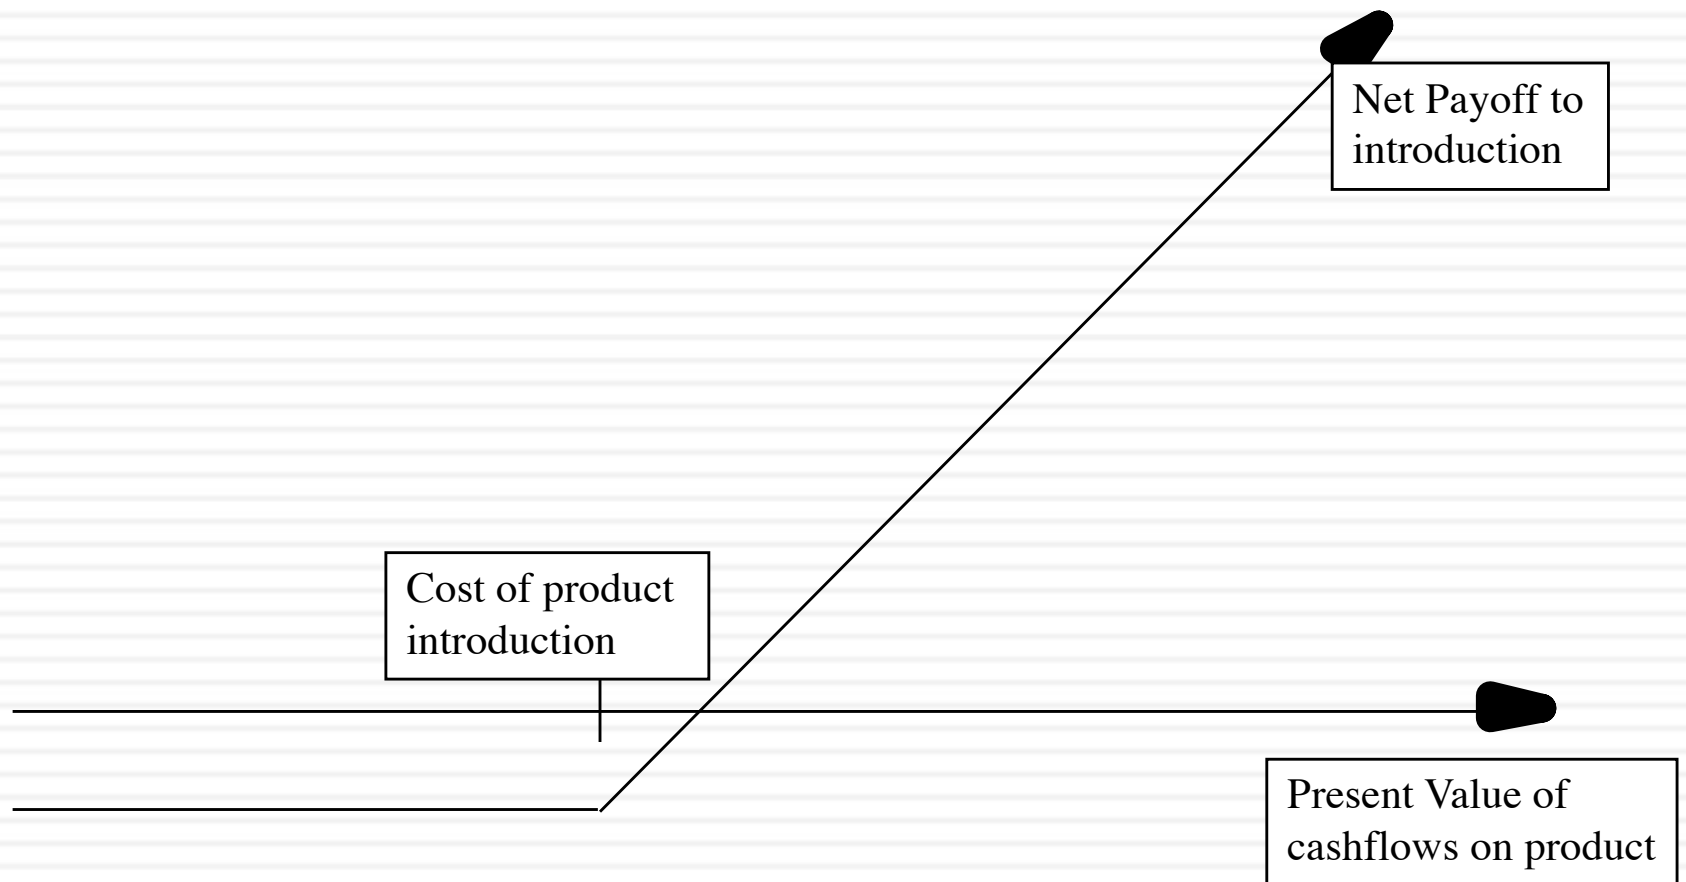 Net Payoff to
introduction
Cost of product
introduction
Present Value of
cashflows on product